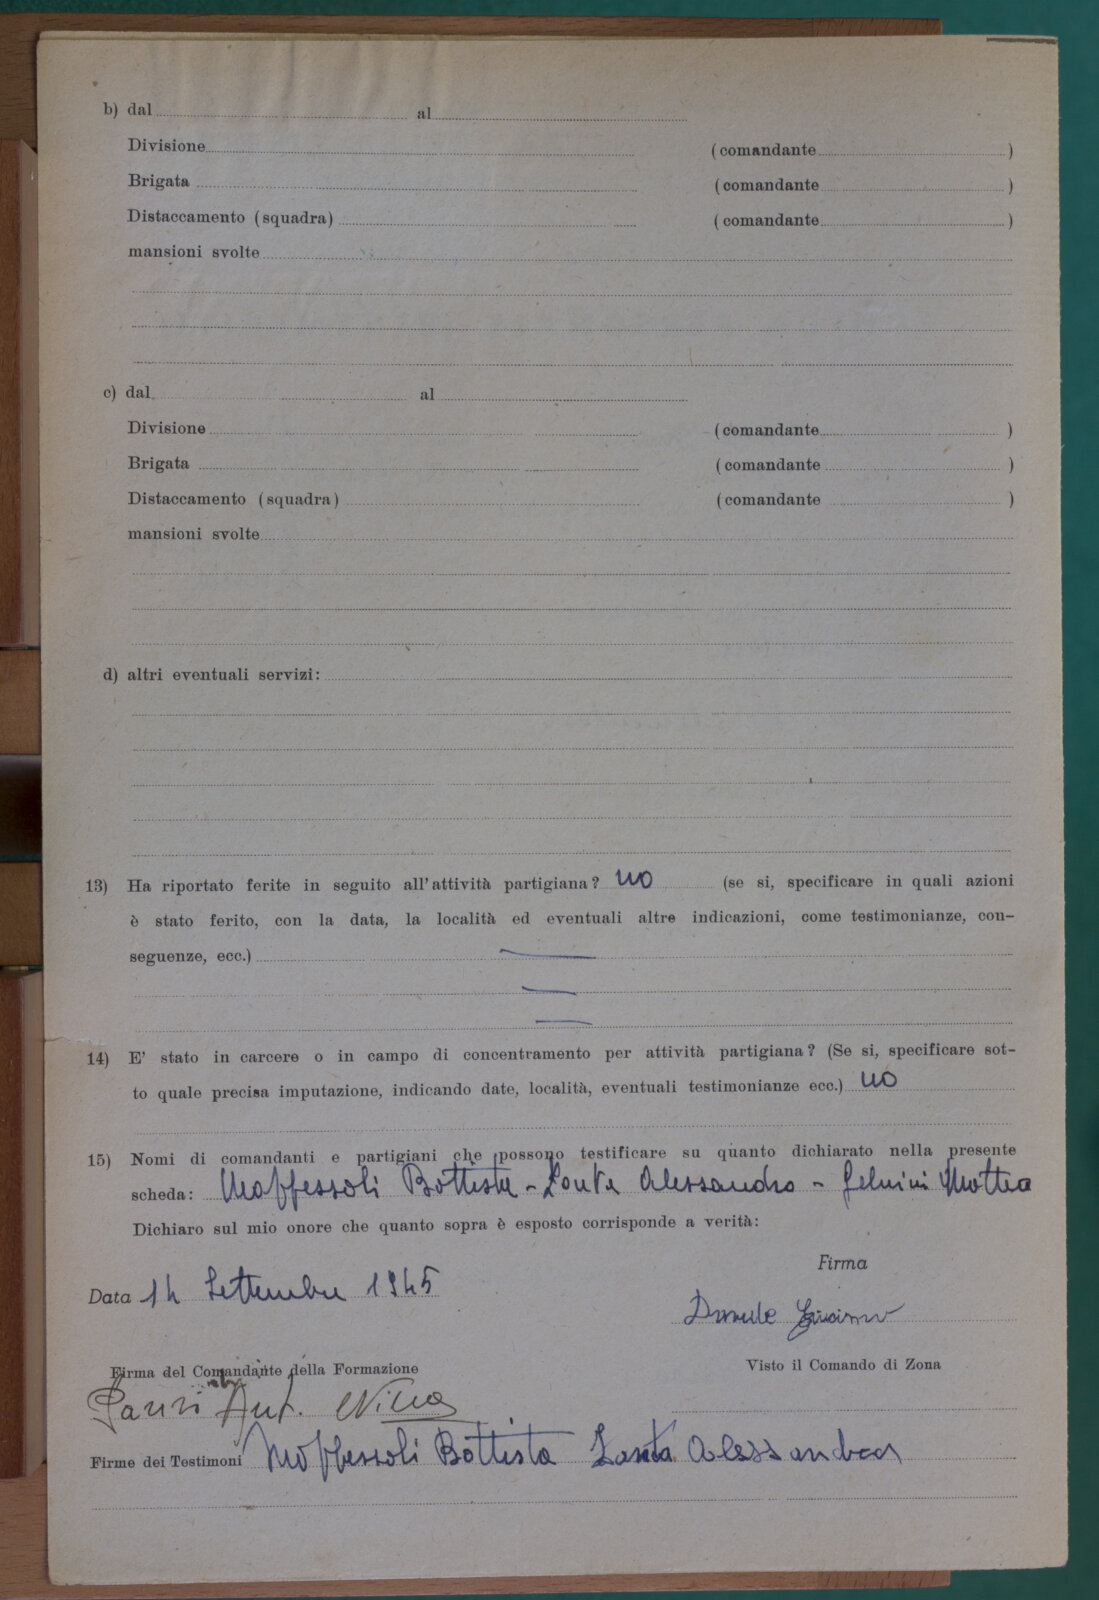 b) dal al
Divisione (comandante )
Brigata (comandante )
Distaccamento (squadra) (comandante )
mansioni svolte
c) dal al
Divisione (comandante )
Brigata (comandante )
Distaccamento (squadra) (comandante )
mansioni svolte
d) altri eventuali servizi:
13) Ha riportato ferite in seguito all'attività partigiana? no (se si, specificare in quali azioni
è stato ferito, con la data, la località ed eventuali altre indicazioni, come testimonianze, con-
seguenze, ecc.)
14) E' stato in carcere o in campo di concentramento per attività partigiana? (Se si, specificare sot-
to quale precisa imputazione, indicando date, località, eventuali testimonianze ecc.) no
15) Nomi di comandanti e partigiani che possono testificare su quanto dichiarato nella presente
scheda: Maffessoli Battista - Alessandro - Gelmini Mattia
Dichiaro sul mio onore che quanto sopra è esposto corrisponde a verità:
Firma
Data 14 Settembre 1945
Firma del Comandante della Formazione Visto il Comando di Zona
Ant.
Firme dei Testimoni Maffessoli Battista